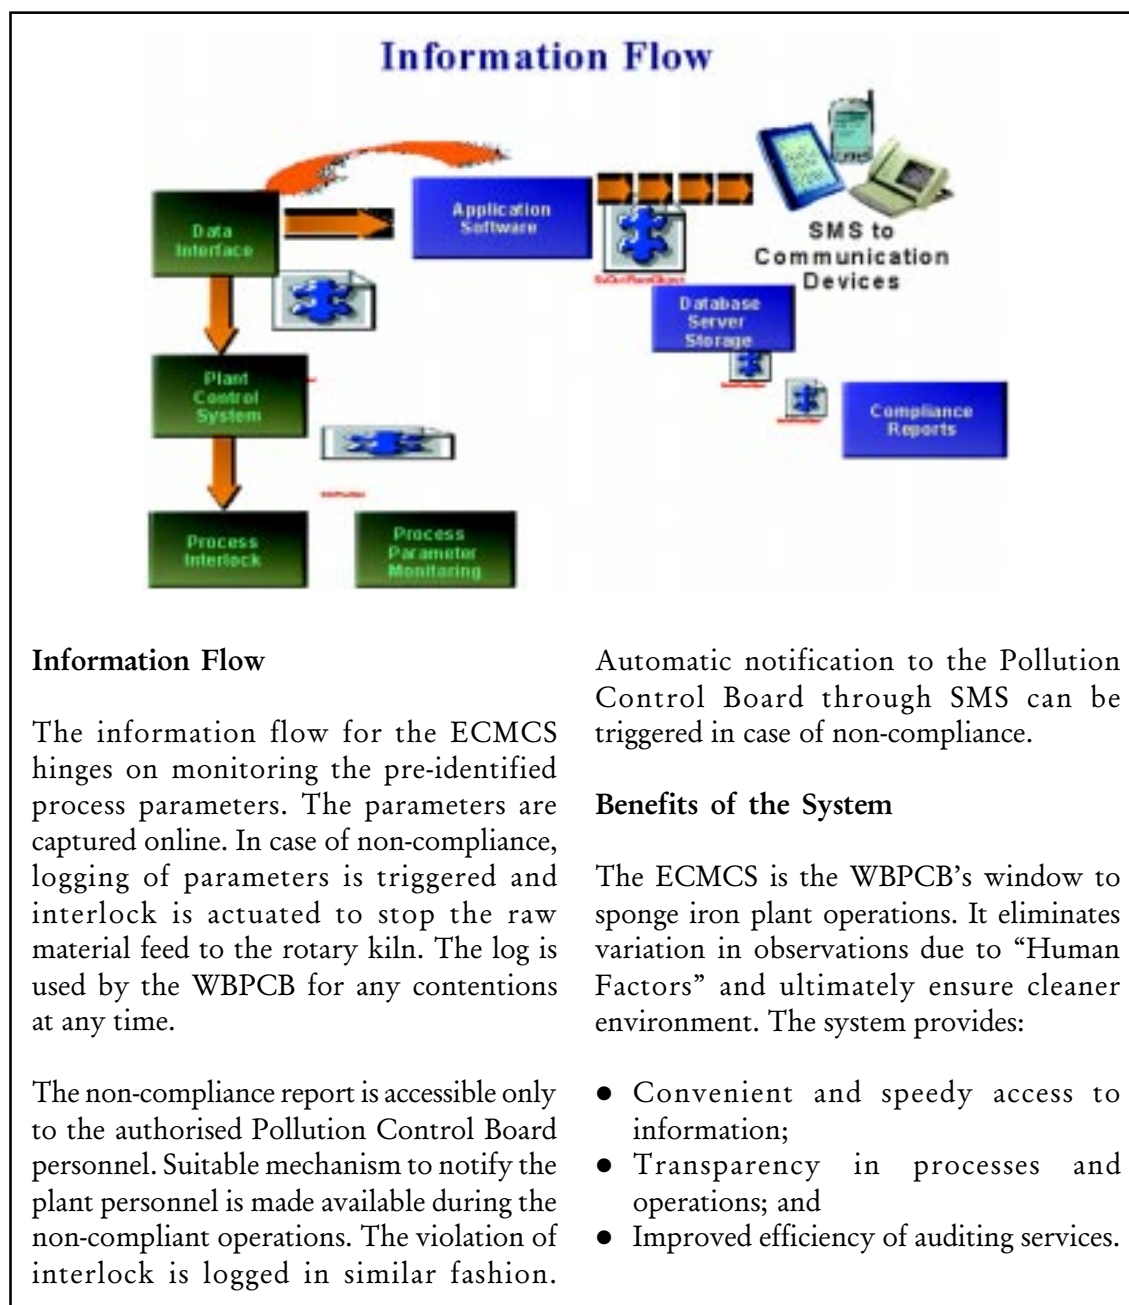 Information Flow
Data
Interface
Application
Software
SMS to
Communication
Devices
Database
Server
Storage
Plant
Control
System
Compliance
Reports
Process
Interlock
Process
Parameter
Monitoring
Information Flow
The information flow for the ECMCS
hinges on monitoring the pre-identified
process parameters. The parameters are
captured online. In case of non-compliance,
logging of parameters is triggered and
interlock is actuated to stop the raw
material feed to the rotary kiln. The log is
used by the WBPCB for any contentions
at any time.
The non-compliance report is accessible only
to the authorised Pollution Control Board
personnel. Suitable mechanism to notify the
plant personnel is made available during the
non-compliant operations. The violation of
interlock is logged in similar fashion.
Automatic notification to the Pollution
Control Board through SMS can be
triggered in case of non-compliance.
Benefits of the System
The ECMCS is the WBPCB’s window to
sponge iron plant operations. It eliminates
variation in observations due to “Human
Factors” and ultimately ensure cleaner
environment. The system provides:
● Convenient and speedy access to
information;
● Transparency in processes and
operations; and
● Improved efficiency of auditing services.